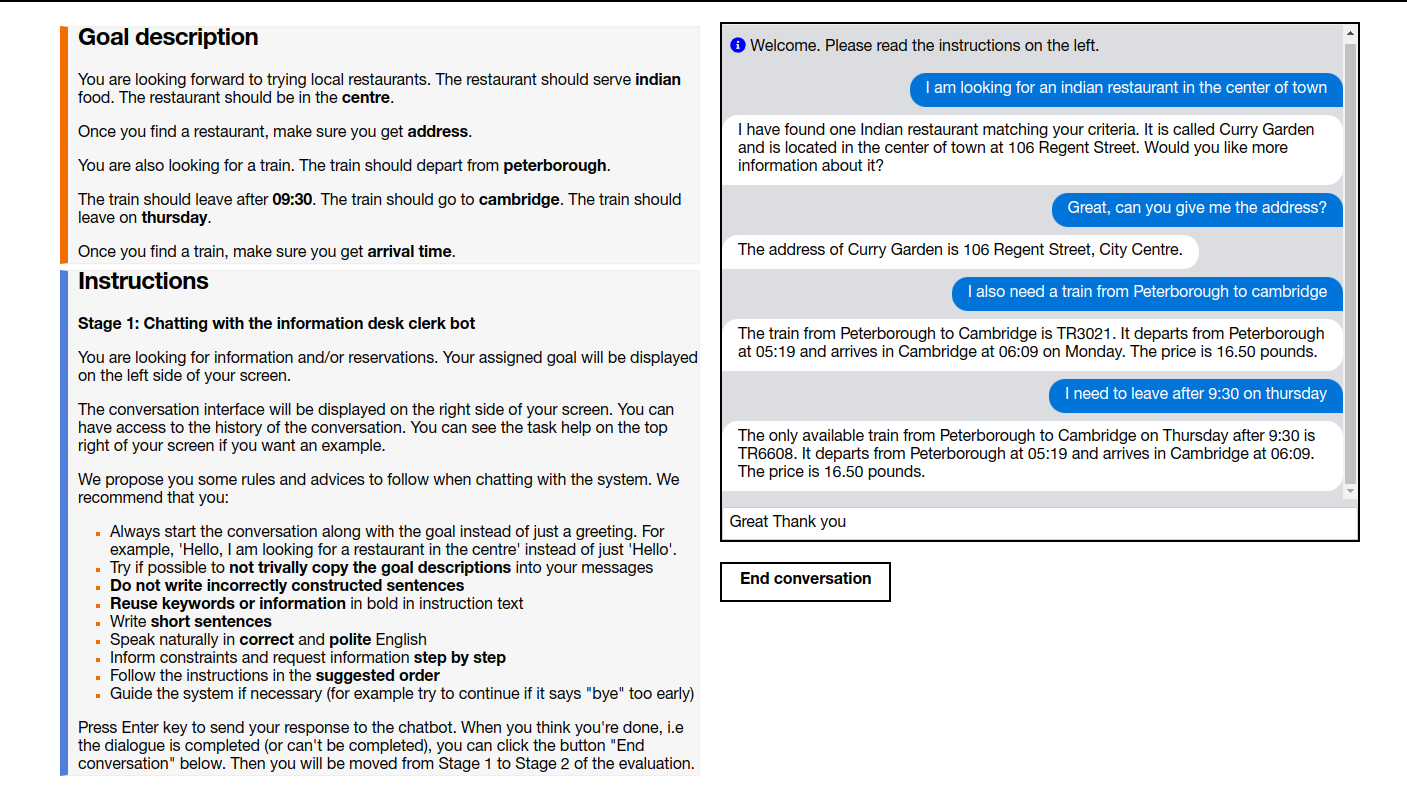 Goal description
You are looking forward to trying local restaurants. The restaurant should serve indian
food. The restaurant should be in the centre.
Once you find a restaurant, make sure you get address.
You are also looking for a train. The train should depart from peterborough.
The train should leave after 09:30. The train should go to cambridge. The train should
leave on thursday.
Once you find a train, make sure you get arrival time.
Instructions
Stage 1: Chatting with the information desk clerk bot
You are looking for information and/or reservations. Your assigned goal will be displayed
on the left side of your screen.
The conversation interface will be displayed on the right side of your screen. You can
have access to the history of the conversation. You can see the task help on the top
right of your screen if you want an example.
We propose you some rules and advices to follow when chatting with the system. We
recommend that you:
Always start the conversation along with the goal instead of just a greeting. For
example, 'Hello, I am looking for a restaurant in the centre' instead of just 'Hello'.
Try if possible to not trivally copy the goal descriptions into your messages
Do not write incorrectly constructed sentences
Reuse keywords or information in bold in instruction text
Write short sentences
Speak naturally in correct and polite English
Inform constraints and request information step by step
Follow the instructions in the suggested order
Guide the system if necessary (for example try to continue if it says "bye" too early)
Press Enter key to send your response to the chatbot. When you think you're done, i.e
the dialogue is completed (or can't be completed), you can click the button "End
conversation" below. Then you will be moved from Stage 1 to Stage 2 of the evaluation.
Welcome. Please read the instructions on the left.
I am looking for an indian restaurant in the center of town
I have found one Indian restaurant matching your criteria. It is called Curry Garden
and is located in the center of town at 106 Regent Street. Would you like more
information about it?
Great, can you give me the address?
The address of Curry Garden is 106 Regent Street, City Centre.
I also need a train from Peterborough to cambridge
The train from Peterborough to Cambridge is TR3021. It departs from Peterborough
at 05:19 and arrives in Cambridge at 06:09 on Monday. The price is 16.50 pounds.
I need to leave after 9:30 on thursday
The only available train from Peterborough to Cambridge on Thursday after 9:30 is
TR6608. It departs from Peterborough at 05:19 and arrives in Cambridge at 06:09.
The price is 16.50 pounds.
Great Thank you
End conversation